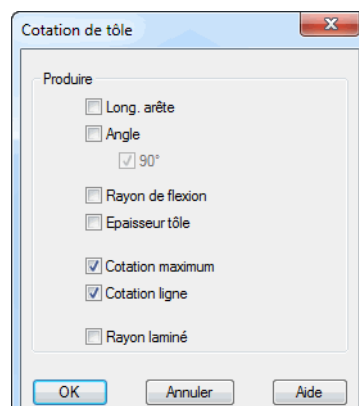 Cotation de tôle
Produire
Long. arête
Angle
90°
Rayon de flexion
Epaisseur tôle
Cotation maximum
Cotation ligne
Rayon laminé
OK Annuler Aide